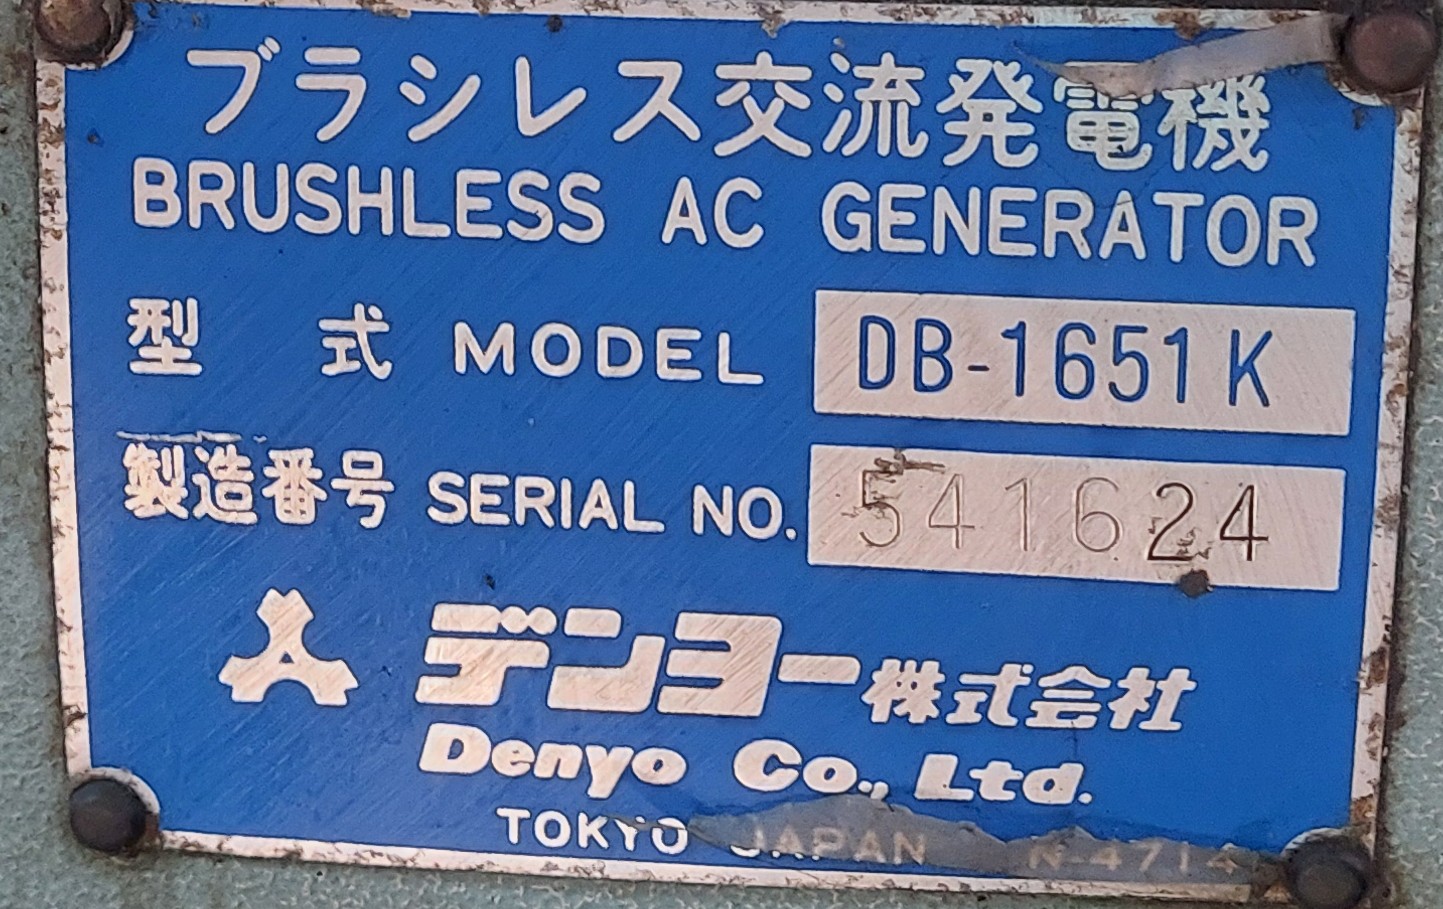 ブラシレス交流発電機
BRUSHLESS AC GENERATOR
型 式 MODEL DB-1651K
製造番号 SERIAL NO. 541624
デンヨー株式会社
Denyo Co., Ltd.
TOKYO JAPAN N-4714